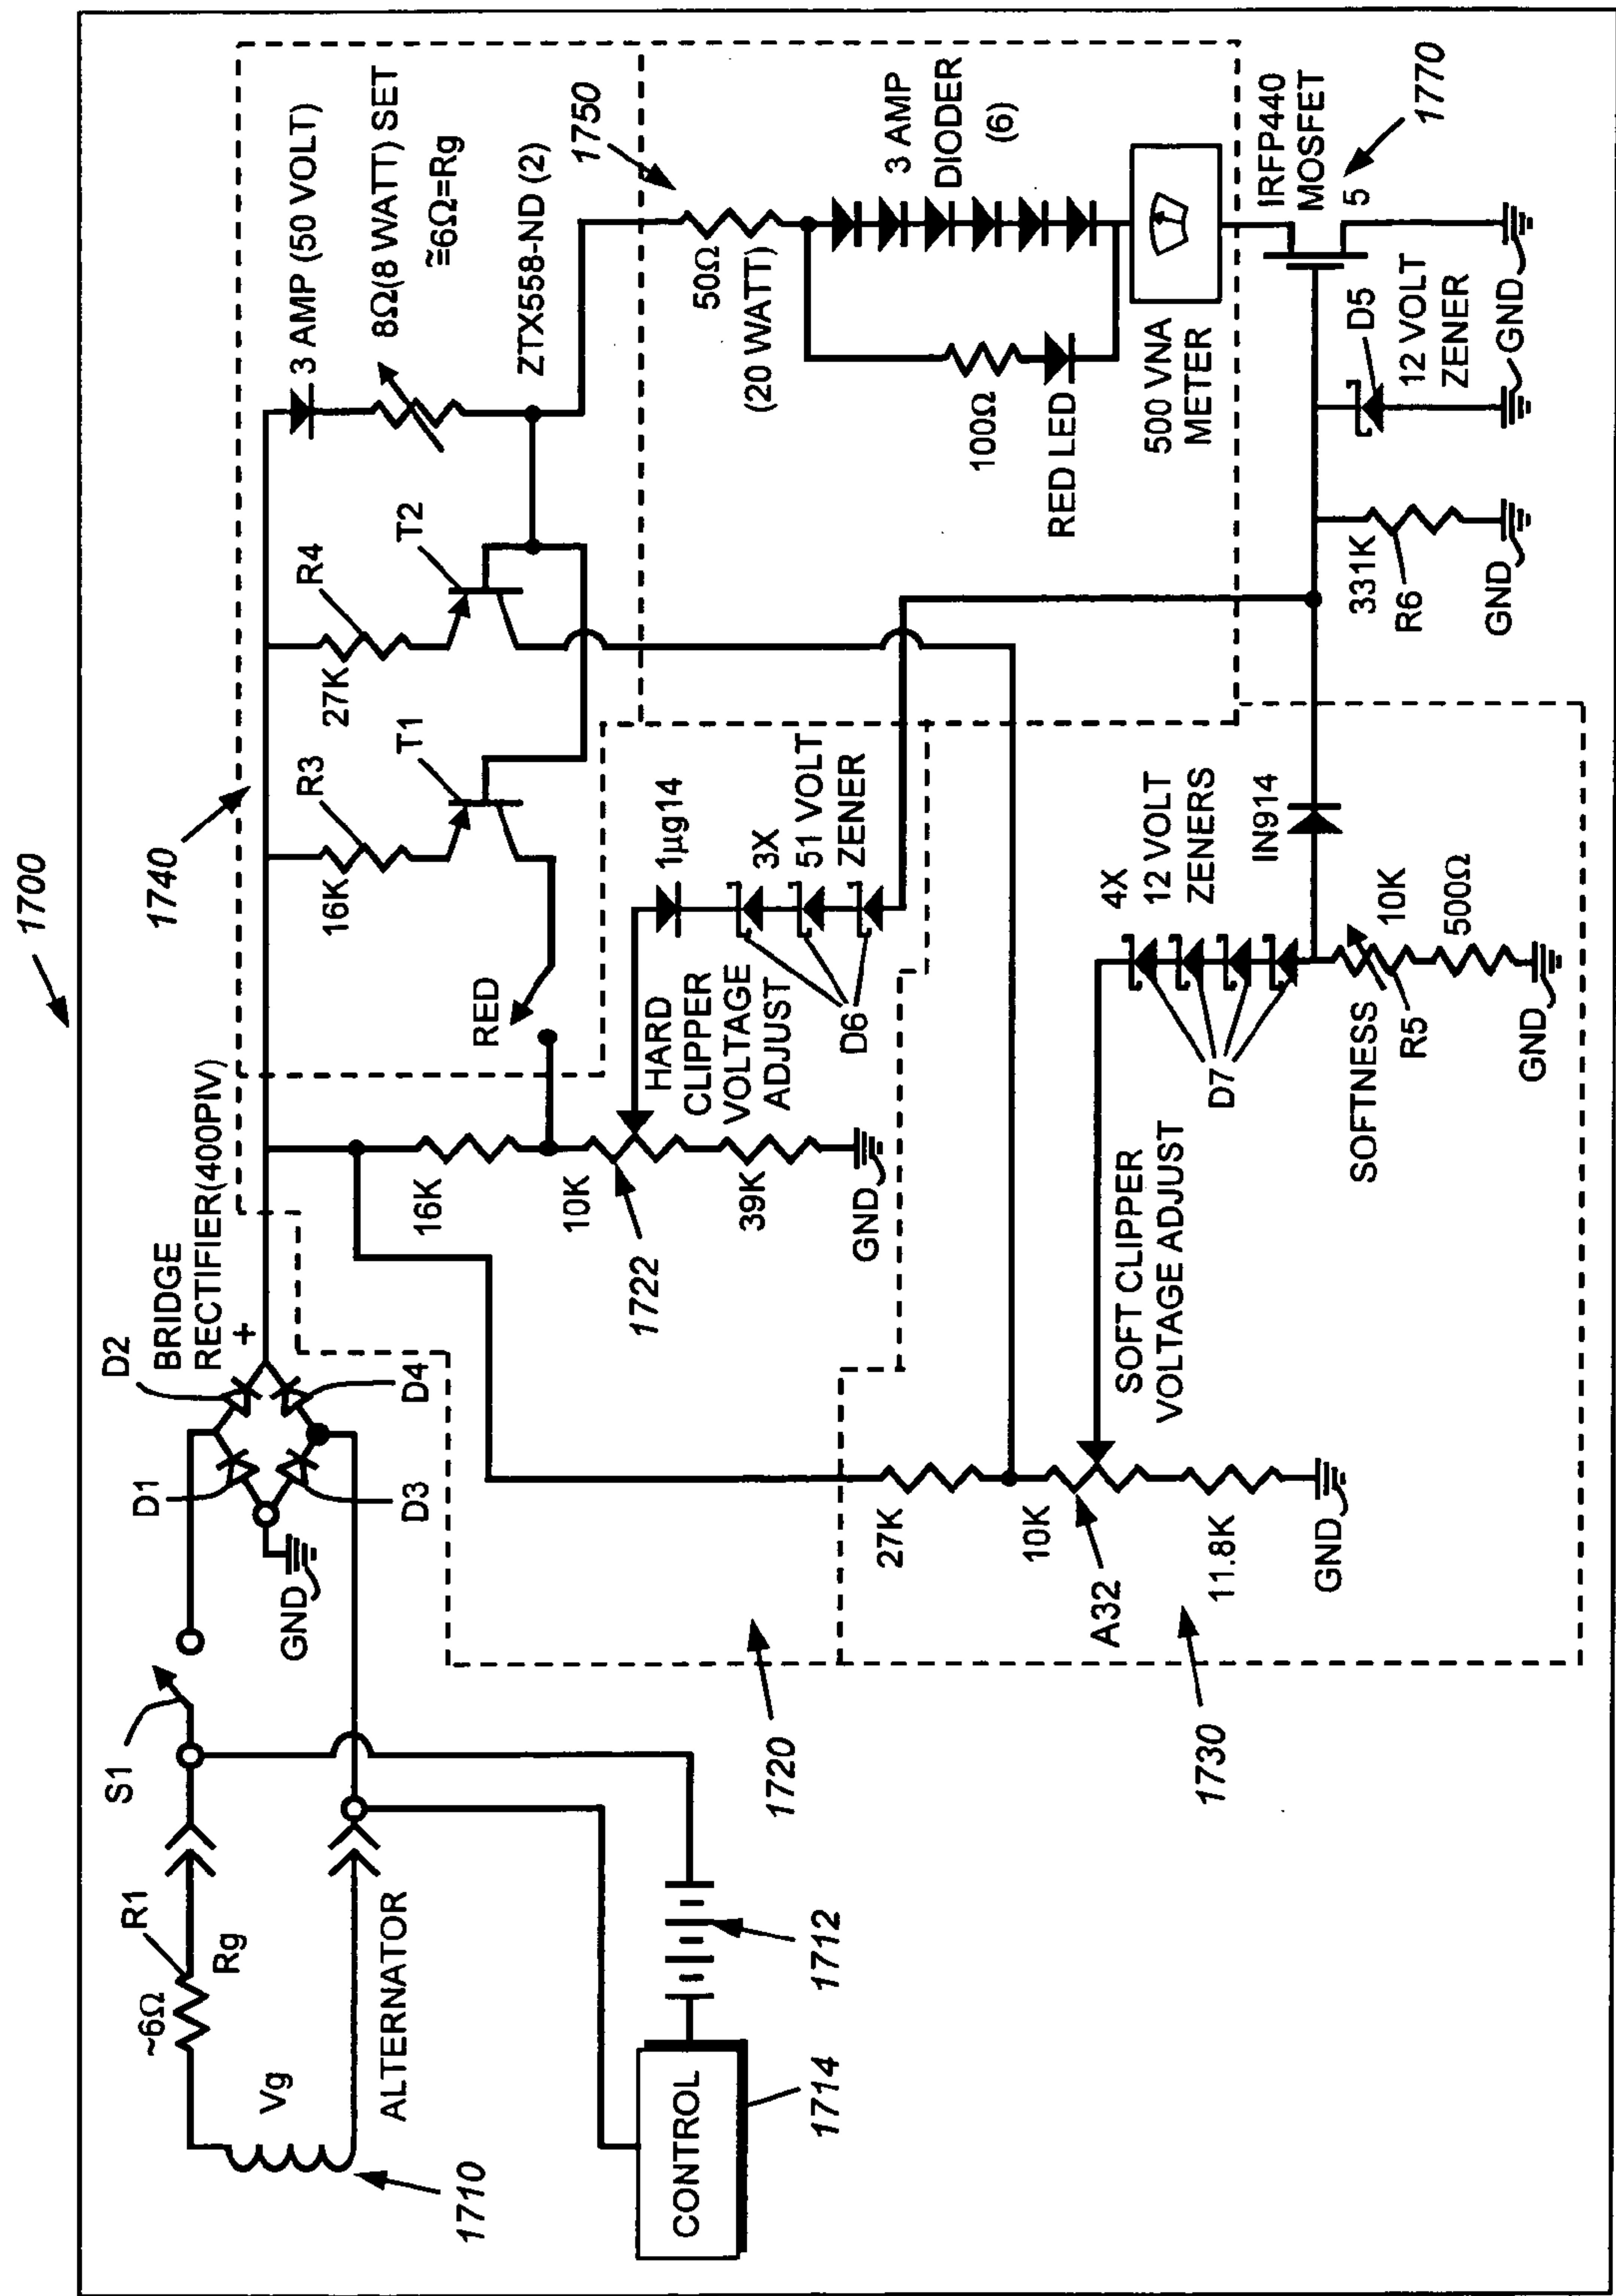 1700
1740
3 AMP (50 VOLT)
8Ω(8 WATT) SET
≅6Ω=Rg
ZTX558-ND (2)
R4
27K
T2
R3
16K
T1
RED
1750
50Ω
(20 WATT)
3 AMP
DIODER
(6)
100Ω
RED LED
500 VNA
METER
IRFP440
MOSFET
5
1770
D5
12 VOLT
ZENER
GND
331K
R6
GND
D2
BRIDGE
RECTIFIER(400PIV)
+
D1
D4
D3
GND
S1
R1
~6Ω
Rg
Vg
ALTERNATOR
1710
CONTROL
1714
1712
16K
10K
1722
39K
GND
HARD
CLIPPER
VOLTAGE
ADJUST
1µg14
3X
51 VOLT
ZENER
D6
1720
27K
10K
A32
11.8K
GND
1730
SOFT CLIPPER
VOLTAGE ADJUST
4X
12 VOLT
ZENERS
D7
IN914
SOFTNESS
10K
R5
500Ω
GND